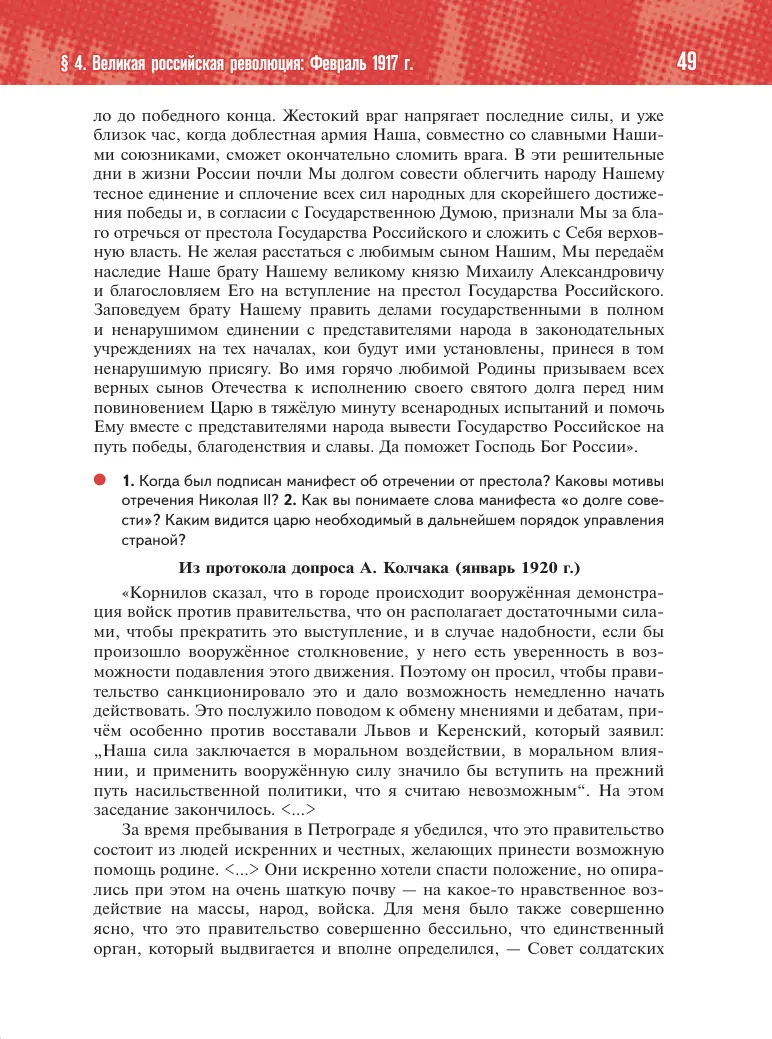 § 4. Великая российская революция: Февраль 1917 г.
49
ло до победного конца. Жестокий враг напрягает последние силы, и уже
близок час, когда доблестная армия Наша, совместно со славными Наши-
ми союзниками, сможет окончательно сломить врага. В эти решительные
дни в жизни России почли Мы долгом совести облегчить народу Нашему
тесное единение и сплочение всех сил народных для скорейшего достиже-
ния победы и, в согласии с Государственною Думою, признали Мы за бла-
го отречься от престола Государства Российского и сложить с Себя верхов-
ную власть. Не желая расстаться с любимым сыном Нашим, Мы передаём
наследие Наше брату Нашему великому князю Михаилу Александровичу
и благословляем Его на вступление на престол Государства Российского.
Заповедуем брату Нашему править делами государственными в полном
и ненарушимом единении с представителями народа в законодательных
учреждениях на тех началах, кои будут ими установлены, принеся в том
ненарушимую присягу. Во имя горячо любимой Родины призываем всех
верных сынов Отечества к исполнению своего святого долга перед ним
повиновением Царю в тяжёлую минуту всенародных испытаний и помочь
Ему вместе с представителями народа вывести Государство Российское на
путь победы, благоденствия и славы. Да поможет Господь Бог России».
1. Когда был подписан манифест об отречении от престола? Каковы мотивы
отречения Николая II? 2. Как вы понимаете слова манифеста «о долге сове-
сти»? Каким видится царю необходимый в дальнейшем порядок управления
страной?
Из протокола допроса А. Колчака (январь 1920 г.)
«Корнилов сказал, что в городе происходит вооружённая демонстра-
ция войск против правительства, что он располагает достаточными сила-
ми, чтобы прекратить это выступление, и в случае надобности, если бы
произошло вооружённое столкновение, у него есть уверенность в воз-
можности подавления этого движения. Поэтому он просил, чтобы прави-
тельство санкционировало это и дало возможность немедленно начать
действовать. Это послужило поводом к обмену мнениями и дебатам, при-
чём особенно против восставали Львов и Керенский, который заявил:
„Наша сила заключается в моральном воздействии, в моральном влия-
нии, и применить вооружённую силу значило бы вступить на прежний
путь насильственной политики, что я считаю невозможным“. На этом
заседание закончилось. <...>
За время пребывания в Петрограде я убедился, что это правительство
состоит из людей искренних и честных, желающих принести возможную
помощь родине. <...> Они искренно хотели спасти положение, но опира-
лись при этом на очень шаткую почву — на какое-то нравственное воз-
действие на массы, народ, войска. Для меня было также совершенно
ясно, что это правительство совершенно бессильно, что единственный
орган, который выдвигается и вполне определился, — Совет солдатских